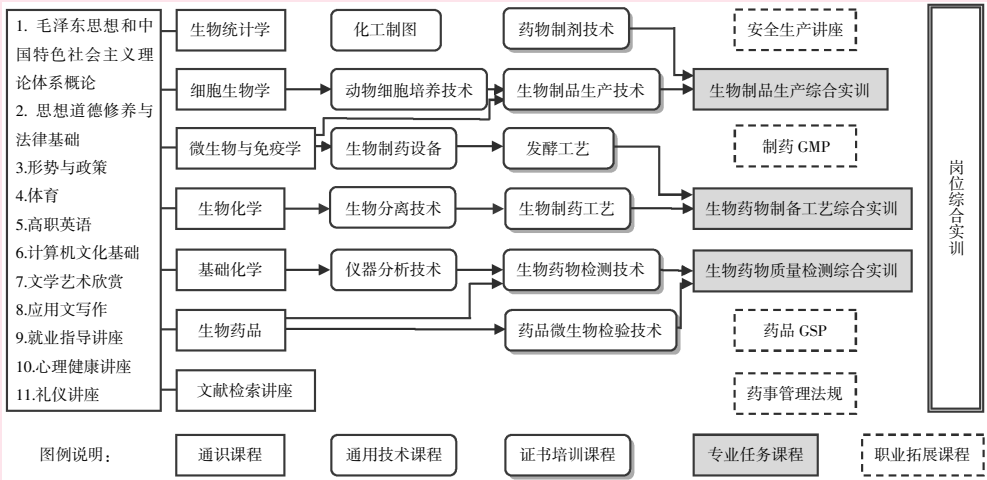 1. 毛泽东思想和中
国特色社会主义理
论体系概论
2. 思想道德修养与
法律基础
3.形势与政策
4.体育
5.高职英语
6.计算机文化基础
7.文学艺术欣赏
8.应用文写作
9.就业指导讲座
10.心理健康讲座
11.礼仪讲座
生物统计学
化工制图
药物制剂技术
安全生产讲座
细胞生物学
动物细胞培养技术
生物制品生产技术
生物制品生产综合实训
微生物与免疫学
生物制药设备
发酵工艺
制药 GMP
生物化学
生物分离技术
生物制药工艺
生物药物制备工艺综合实训
基础化学
仪器分析技术
生物药物检测技术
生物药物质量检测综合实训
生物药品
药品微生物检验技术
药品 GSP
文献检索讲座
药事管理法规
岗位综合实训
图例说明：
通识课程
通用技术课程
证书培训课程
专业任务课程
职业拓展课程